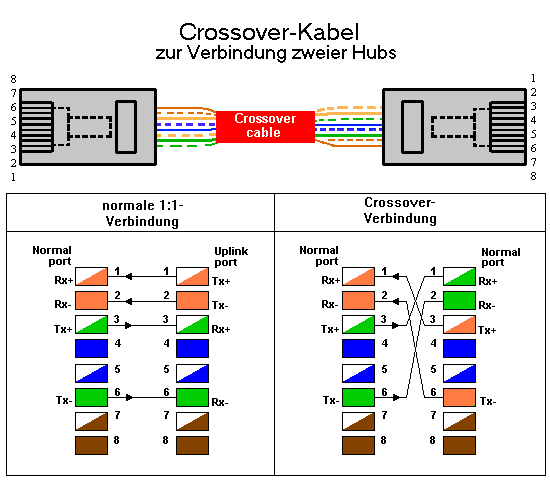 Crossover-Kabel
zur Verbindung zweier Hubs
8
7
6
5
4
3
2
1
Crossover
cable
1
2
3
4
5
6
7
8
normale 1:1-
Verbindung
Normal
port
Uplink
port
Rx+ 1 1 Tx+
Rx- 2 2 Tx-
Tx+ 3 3 Rx+
4 4
5 5
Tx- 6 6 Rx-
7 7
8 8
Crossover-
Verbindung
Normal
port
Normal
port
Rx+ 1 1 Rx+
Rx- 2 2 Rx-
Tx+ 3 3 Tx+
4 4
5 5
Tx- 6 6 Tx-
7 7
8 8